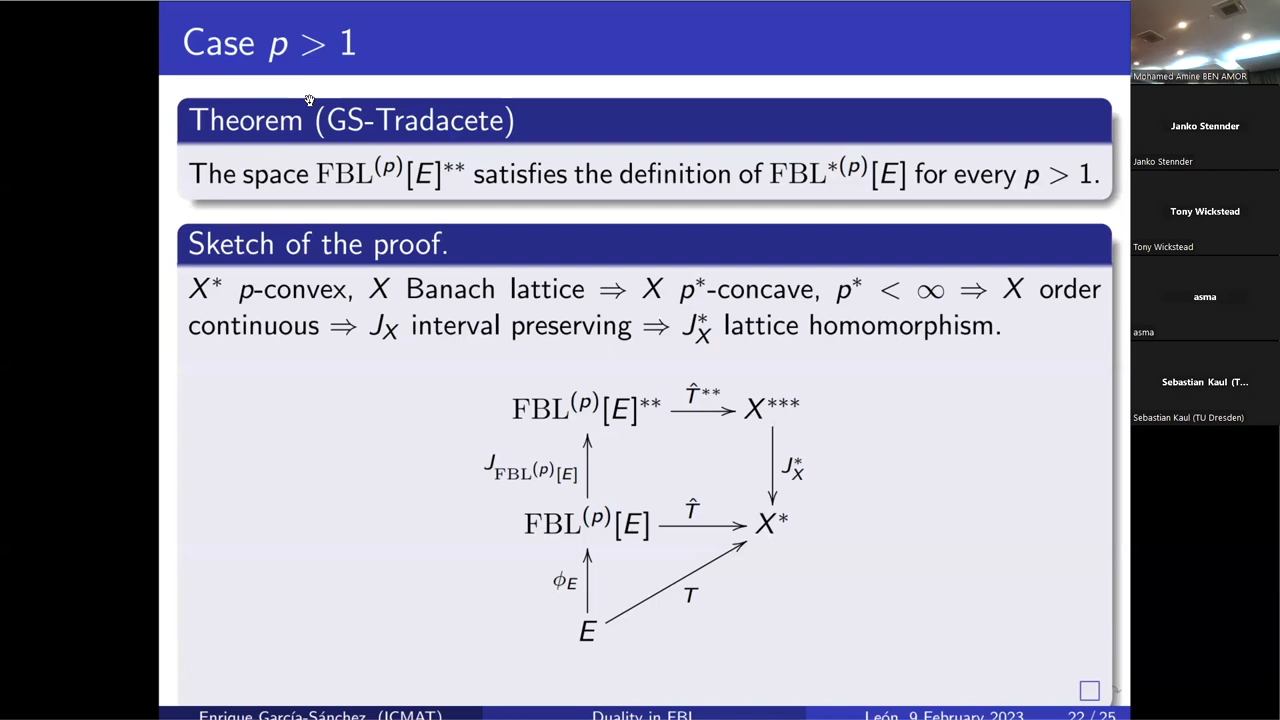 Case p > 1
Theorem (GS-Tradacete)
The space FBL^(p)[E]** satisfies the definition of FBL*^(p)[E] for every p > 1.
Sketch of the proof.
X* p-convex, X Banach lattice ⇒ X p*-concave, p* < ∞ ⇒ X order
continuous ⇒ J_X interval preserving ⇒ J*_X lattice homomorphism.
FBL^(p)[E]** T̂** X***
J_FBL^(p)[E] J*_X
FBL^(p)[E] T̂ X*
ϕ_E T
E
Enrique García-Sánchez (ICMAT) Duality in FBL León, 9 February 2023 22 / 25
Mohamed Amine BEN AMOR
Janko Stennder
Janko Stennder
Tony Wickstead
Tony Wickstead
asma
asma
Sebastian Kaul (T...
Sebastian Kaul (TU Dresden)